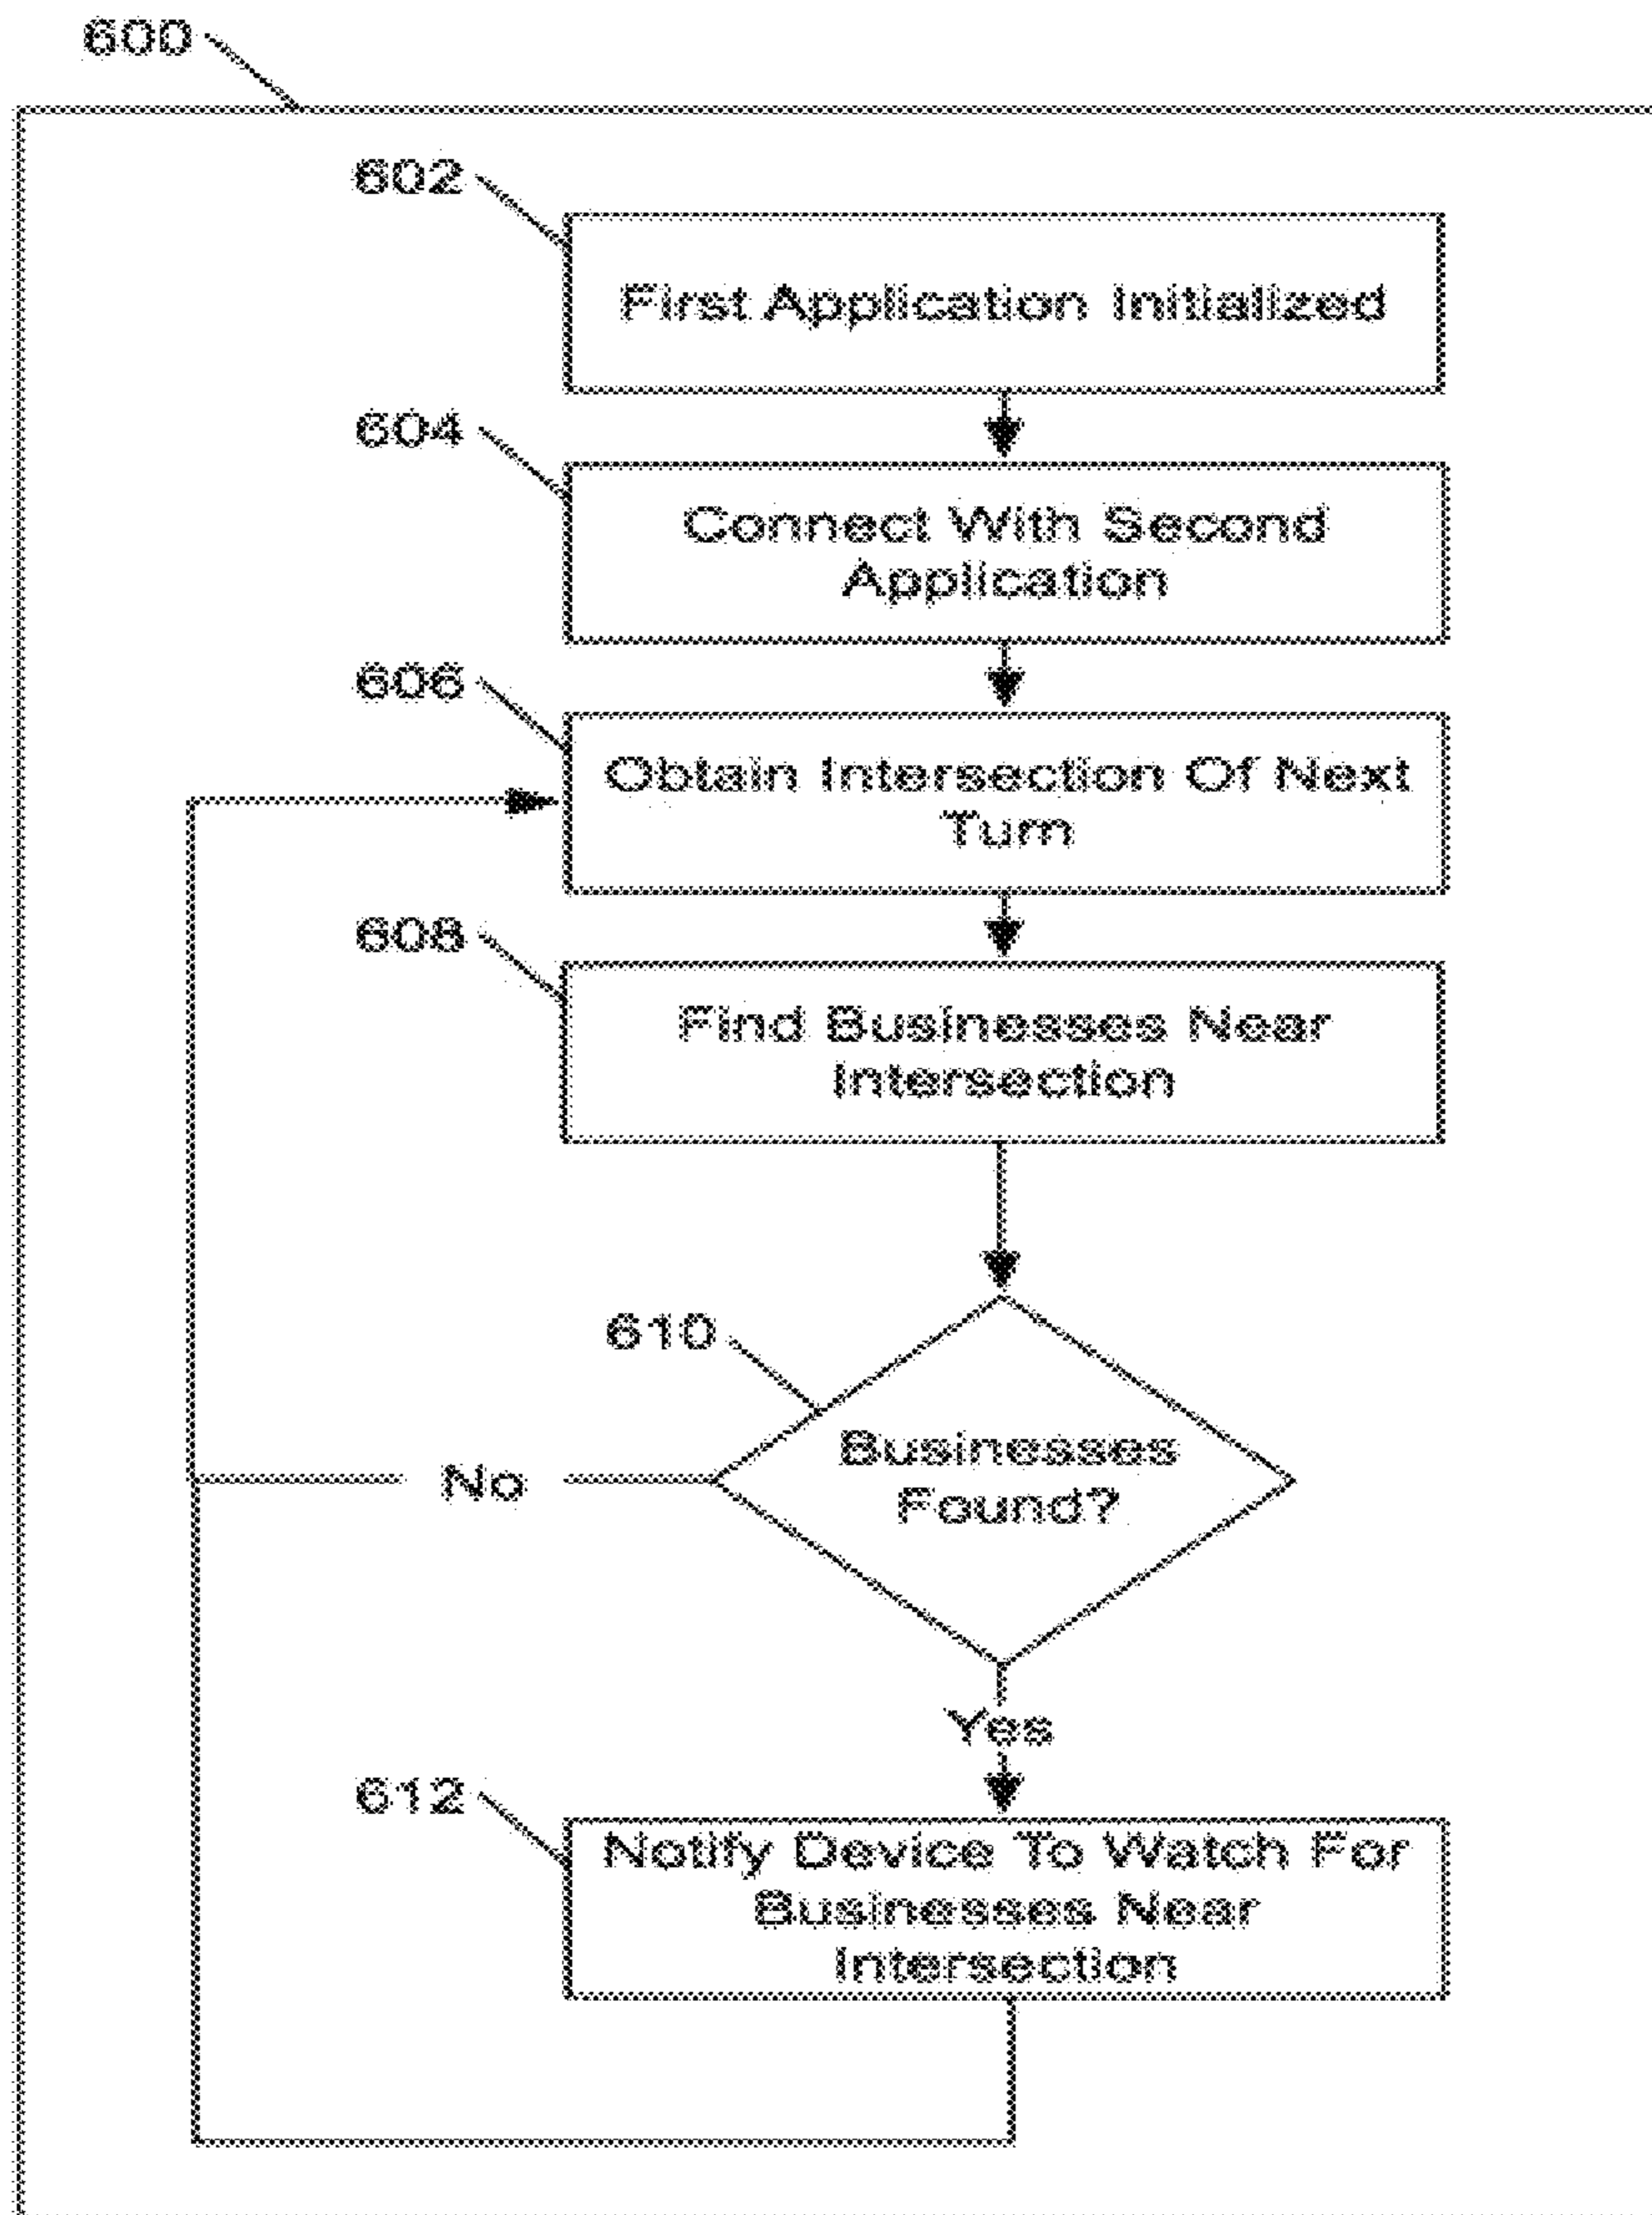 600
602
First Application Initialized
604
Connect With Second
Application
606
Obtain Intersection Of Next
Turn
608
Find Businesses Near
Intersection
610
Businesses
Found?
No
Yes
612
Notify Device To Watch For
Businesses Near
Intersection